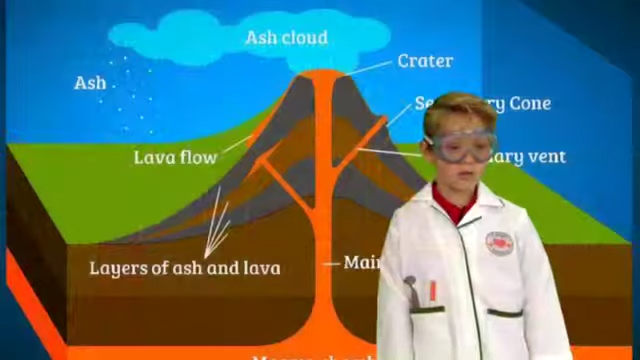 Ash cloud
Crater
Ash
Cone
Lava flow
vent
Layers of ash and lava